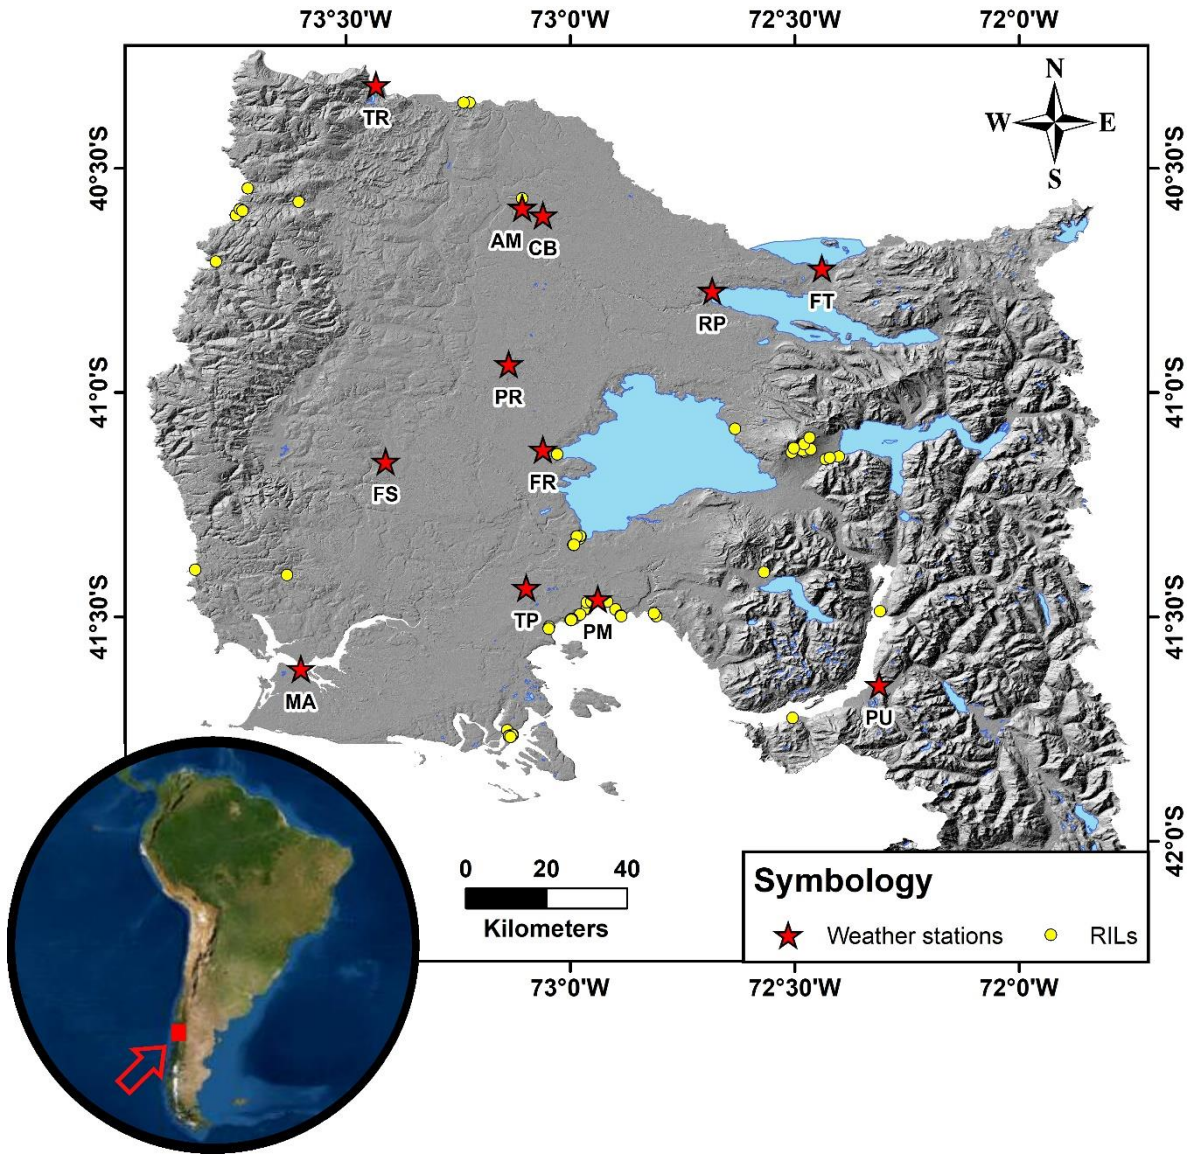 73°30'W 73°0'W 72°30'W 72°0'W
N
W E
S
TR
40°30'S 40°30'S
AM CB
FT
RP
PR
41°0'S 41°0'S
FS FR
TP PM
41°30'S 41°30'S
MA PU
42°0'S
0 20 40
Kilometers
Symbology
Weather stations RILs
73°0'W 72°30'W 72°0'W